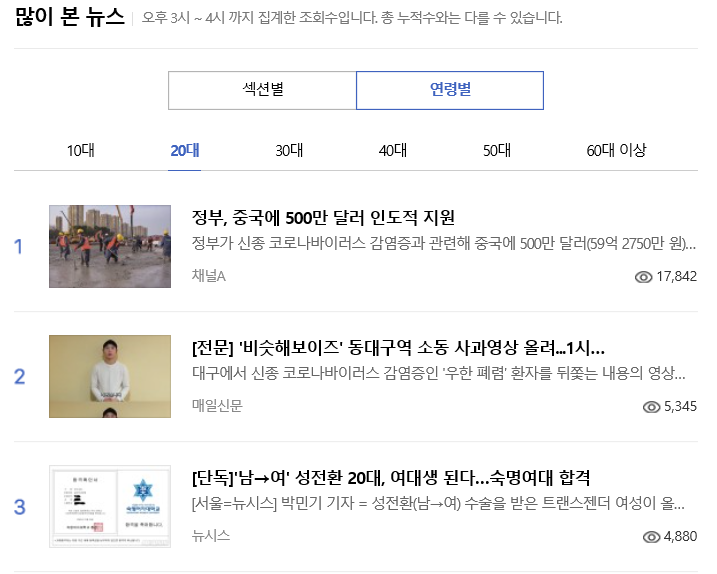 많이 본 뉴스 오후 3시 ~ 4시 까지 집계한 조회수입니다. 총 누적수와는 다를 수 있습니다.
섹션별 연령별
10대 20대 30대 40대 50대 60대 이상
1
정부, 중국에 500만 달러 인도적 지원
정부가 신종 코로나바이러스 감염증과 관련해 중국에 500만 달러(59억 2750만 원)...
채널A 17,842
2
[전문] '비슷해보이즈' 동대구역 소동 사과영상 올려...1시...
대구에서 신종 코로나바이러스 감염증인 '우한 폐렴' 환자를 뒤쫓는 내용의 영상...
매일신문 5,345
3
[단독]'남→여' 성전환 20대, 여대생 된다…숙명여대 합격
[서울=뉴시스] 박민기 기자 = 성전환(남→여) 수술을 받은 트랜스젠더 여성이 올...
뉴시스 4,880